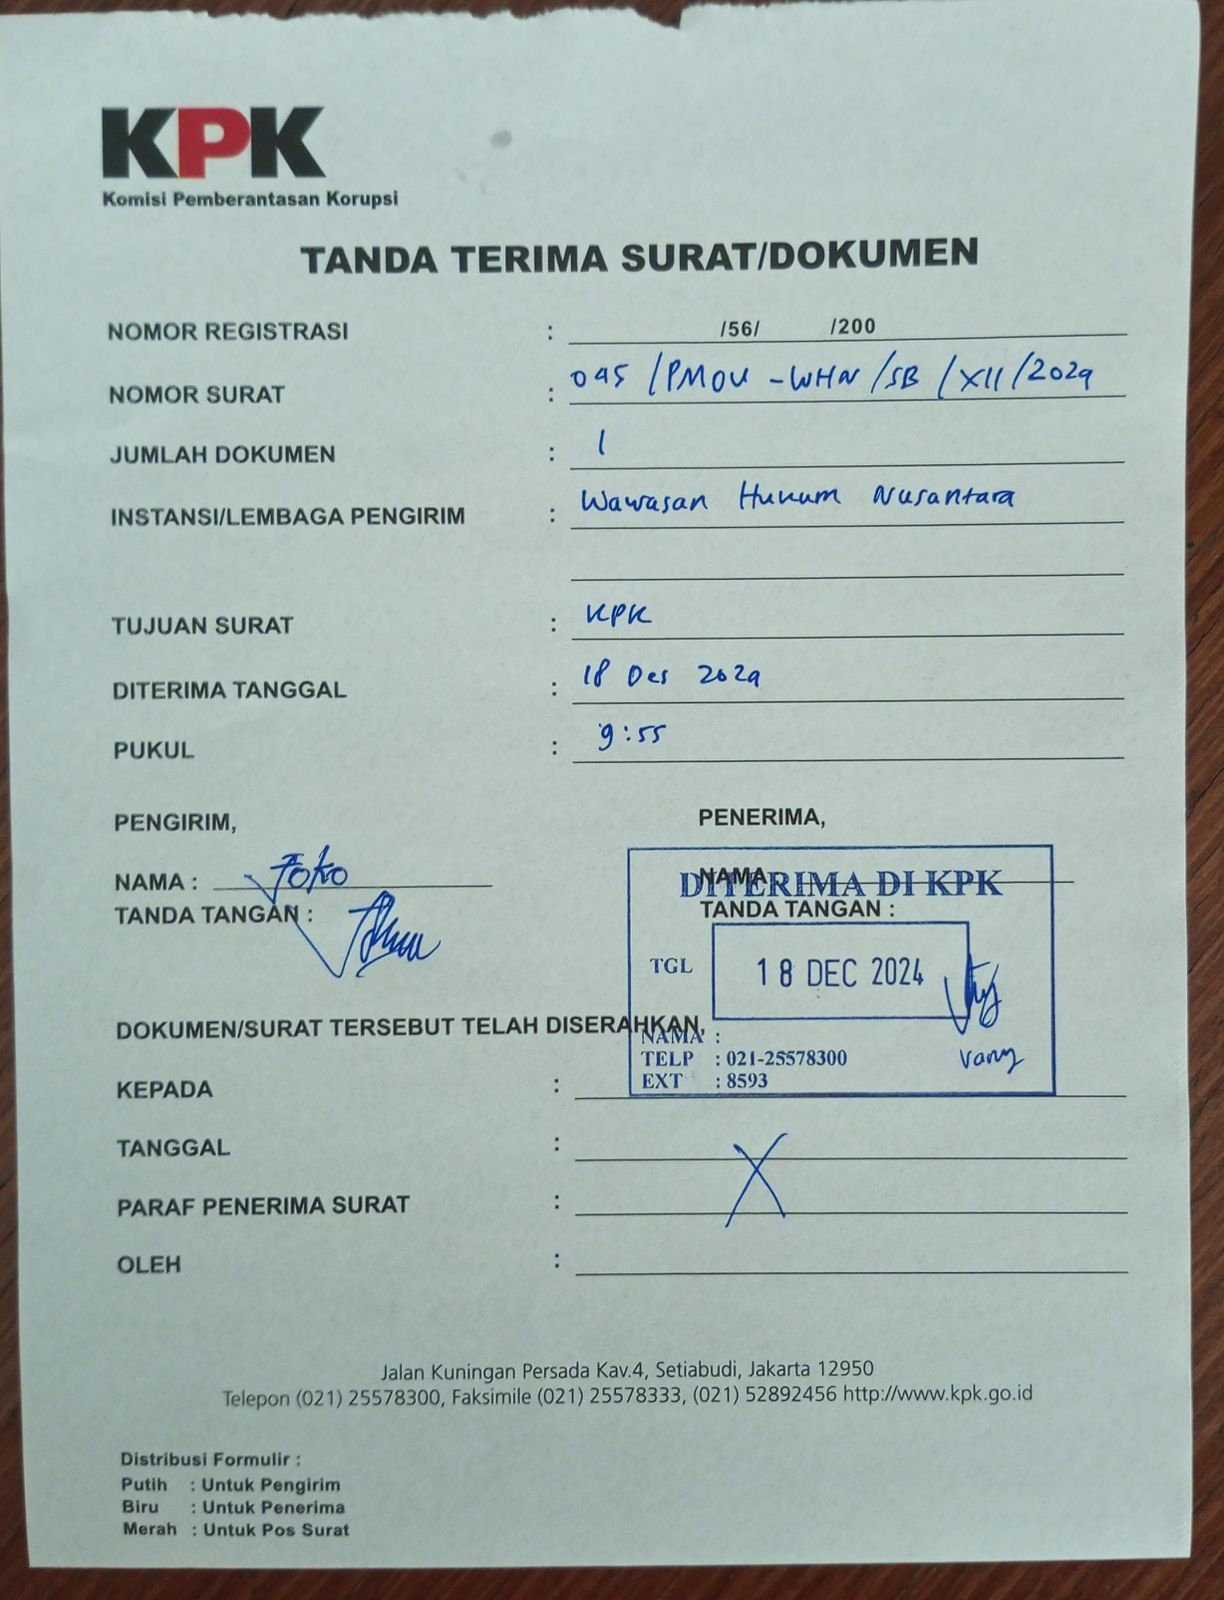 KPK
Komisi Pemberantasan Korupsi
TANDA TERIMA SURAT/DOKUMEN
NOMOR REGISTRASI : /56/ /200
NOMOR SURAT : 045 /PMOU -WHN /SB /XII /2024
JUMLAH DOKUMEN : 1
INSTANSI/LEMBAGA PENGIRIM : Wawasan Hukum Nusantara
TUJUAN SURAT : KPK
DITERIMA TANGGAL : 18 Des 2024
PUKUL : 9:55
PENGIRIM,
PENERIMA,
NAMA : Joko
NAMA
DITERIMA DI KPK
TANDA TANGAN :
TANDA TANGAN :
TGL 18 DEC 2024
DOKUMEN/SURAT TERSEBUT TELAH DISERAHKAN,
NAMA :
TELP : 021-25578300
EXT : 8593
KEPADA :
TANGGAL :
PARAF PENERIMA SURAT :
OLEH :
Jalan Kuningan Persada Kav.4, Setiabudi, Jakarta 12950
Telepon (021) 25578300, Faksimile (021) 25578333, (021) 52892456 http://www.kpk.go.id
Distribusi Formulir :
Putih : Untuk Pengirim
Biru : Untuk Penerima
Merah : Untuk Pos Surat